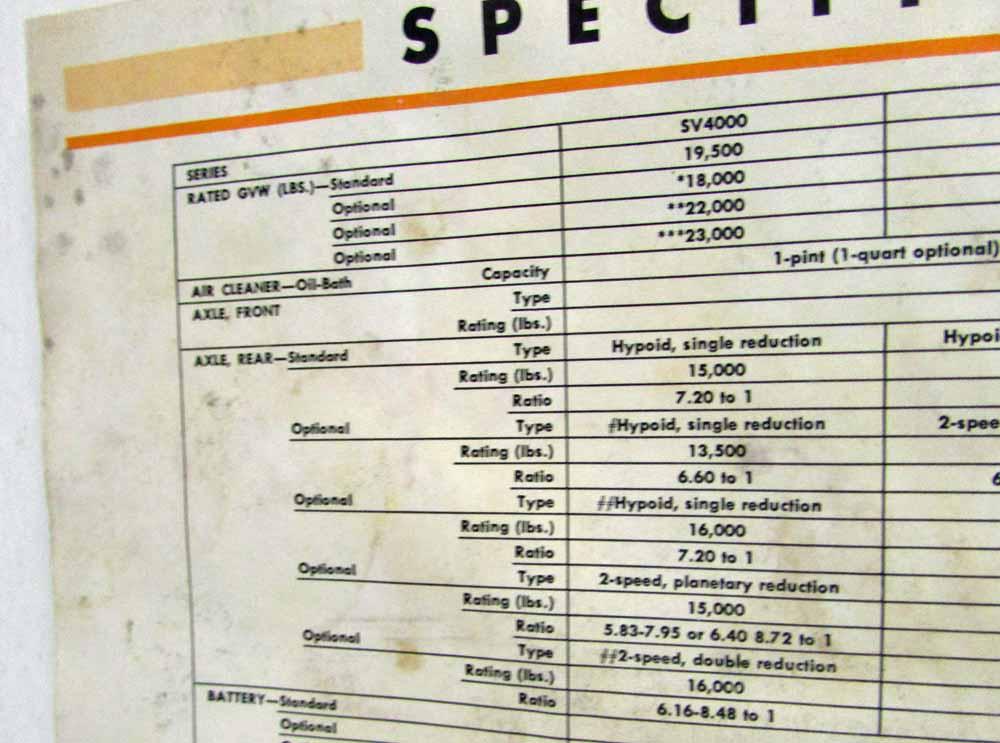 SPECIFI
SERIES SV4000
RATED GVW (LBS.)—Standard 19,500
Optional *18,000
Optional **22,000
Optional ***23,000
AIR CLEANER—Oil-Bath Capacity 1-pint (1-quart optional)
AXLE, FRONT Type
Rating (lbs.)
AXLE, REAR—Standard Type Hypoid, single reduction Hypoi
Rating (lbs.) 15,000
Ratio 7.20 to 1
Optional Type #Hypoid, single reduction 2-spee
Rating (lbs.) 13,500
Ratio 6.60 to 1 6
Optional Type ##Hypoid, single reduction
Rating (lbs.) 16,000
Ratio 7.20 to 1
Optional Type 2-speed, planetary reduction
Rating (lbs.) 15,000
Ratio 5.83-7.95 or 6.40 8.72 to 1
Optional Type ##2-speed, double reduction
Rating (lbs.) 16,000
Ratio 6.16-8.48 to 1
BATTERY—Standard
Optional